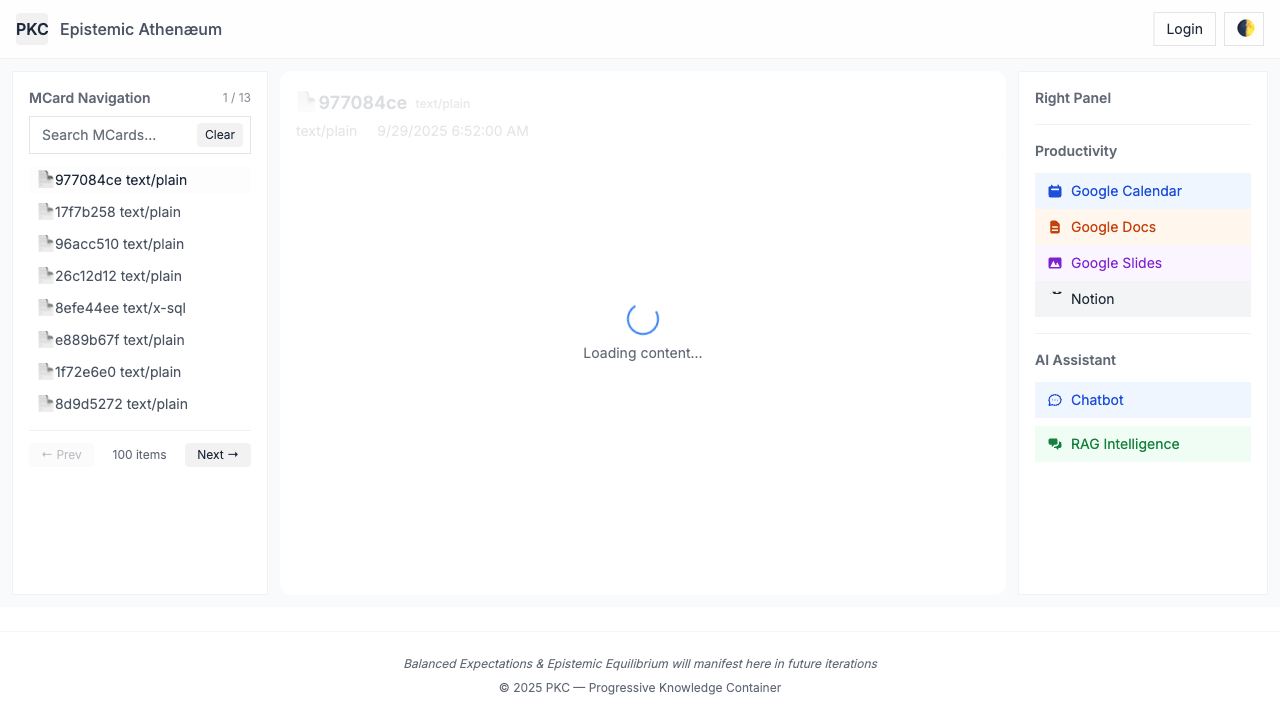 PKC Epistemic Athenæum
Login
MCard Navigation 1 / 13
Search MCards...
Clear
977084ce text/plain
17f7b258 text/plain
96acc510 text/plain
26c12d12 text/plain
8efe44ee text/x-sql
e889b67f text/plain
1f72e6e0 text/plain
8d9d5272 text/plain
← Prev 100 items Next →
977084ce text/plain
text/plain 9/29/2025 6:52:00 AM
Loading content...
Right Panel
Productivity
Google Calendar
Google Docs
Google Slides
Notion
AI Assistant
Chatbot
RAG Intelligence
Balanced Expectations & Epistemic Equilibrium will manifest here in future iterations
© 2025 PKC — Progressive Knowledge Container